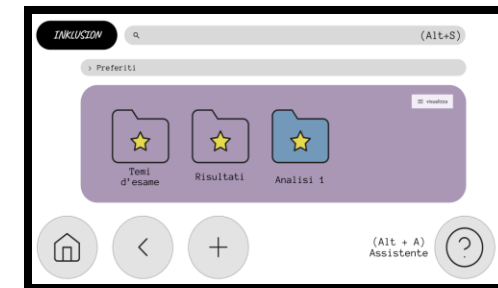 INKLUSION
(Alt+S)
> Preferiti
Temi
d'esame
Risultati
Analisi 1
(Alt + A)
Assistente
?